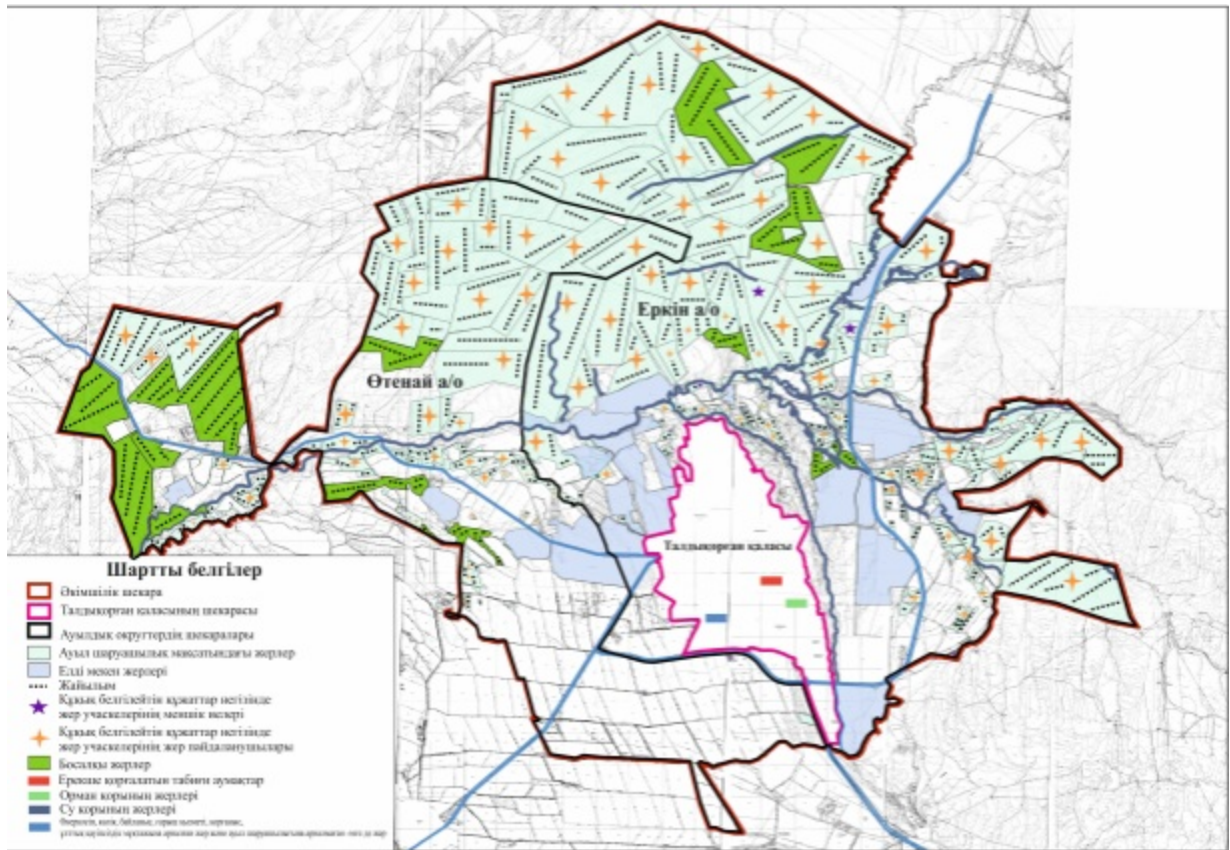 Еркін а/о
Өтенай а/о
Талдықорған қаласы
Шартты белгілер
Әкімшілік шекара
Талдықорған қаласының шекарасы
Ауылдық округтердің шекаралары
Ауыл шаруашылық мақсатындағы жерлер
Елді мекен жерлері
Жайылым
Құқық белгілейтін құжаттар негізінде
жер учаскелерінің меншік иелері
Құқық белгілейтін құжаттар негізінде
жер учаскелерінің жер пайдаланушылары
Босалқы жерлер
Ерекше қорғалатын табиғи аумақтар
Орман қорының жерлері
Су қорының жерлері